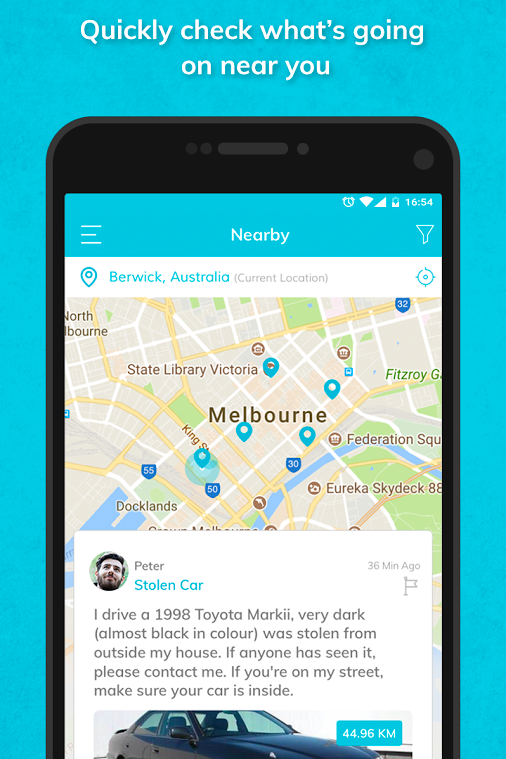 Quickly check what's going
on near you
16:54
Nearby
Berwick, Australia (Current Location)
32
North
lbourne
State Library Victoria
Fitzroy Ga
Melbourne
King St
Federation Squ
55
30
50
Eureka Skydeck 88
Docklands
Crown Melbourne
Peter
36 Min Ago
Stolen Car
I drive a 1998 Toyota Markii, very dark
(almost black in colour) was stolen from
outside my house. If anyone has seen it,
please contact me. If you're on my street,
make sure your car is inside.
44.96 KM